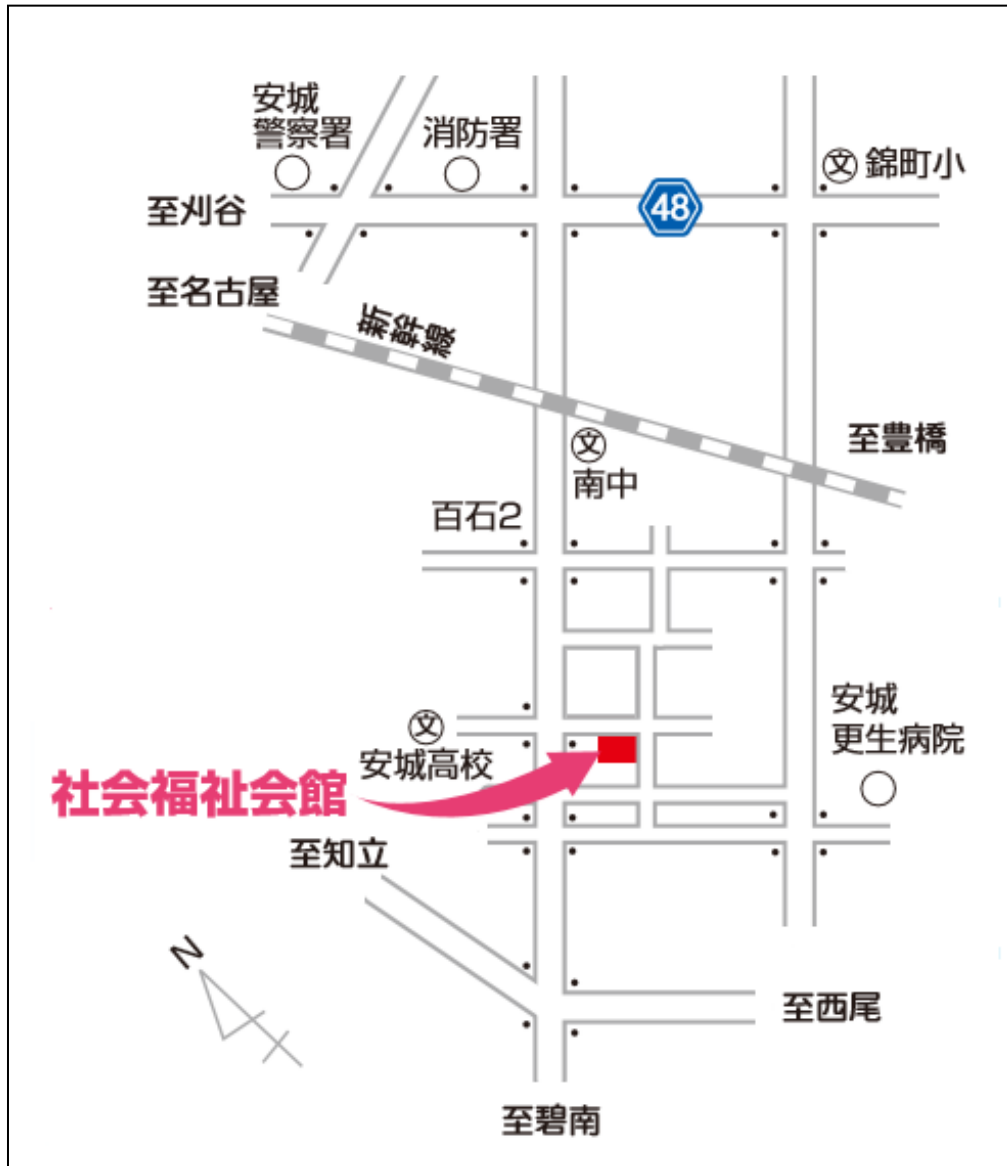 安城
警察署
消防署
文 錦町小
至刈谷
48
至名古屋
新幹線
文
至豊橋
南中
百石2
安城
更生病院
文
安城高校
社会福祉会館
至知立
N
至西尾
至碧南